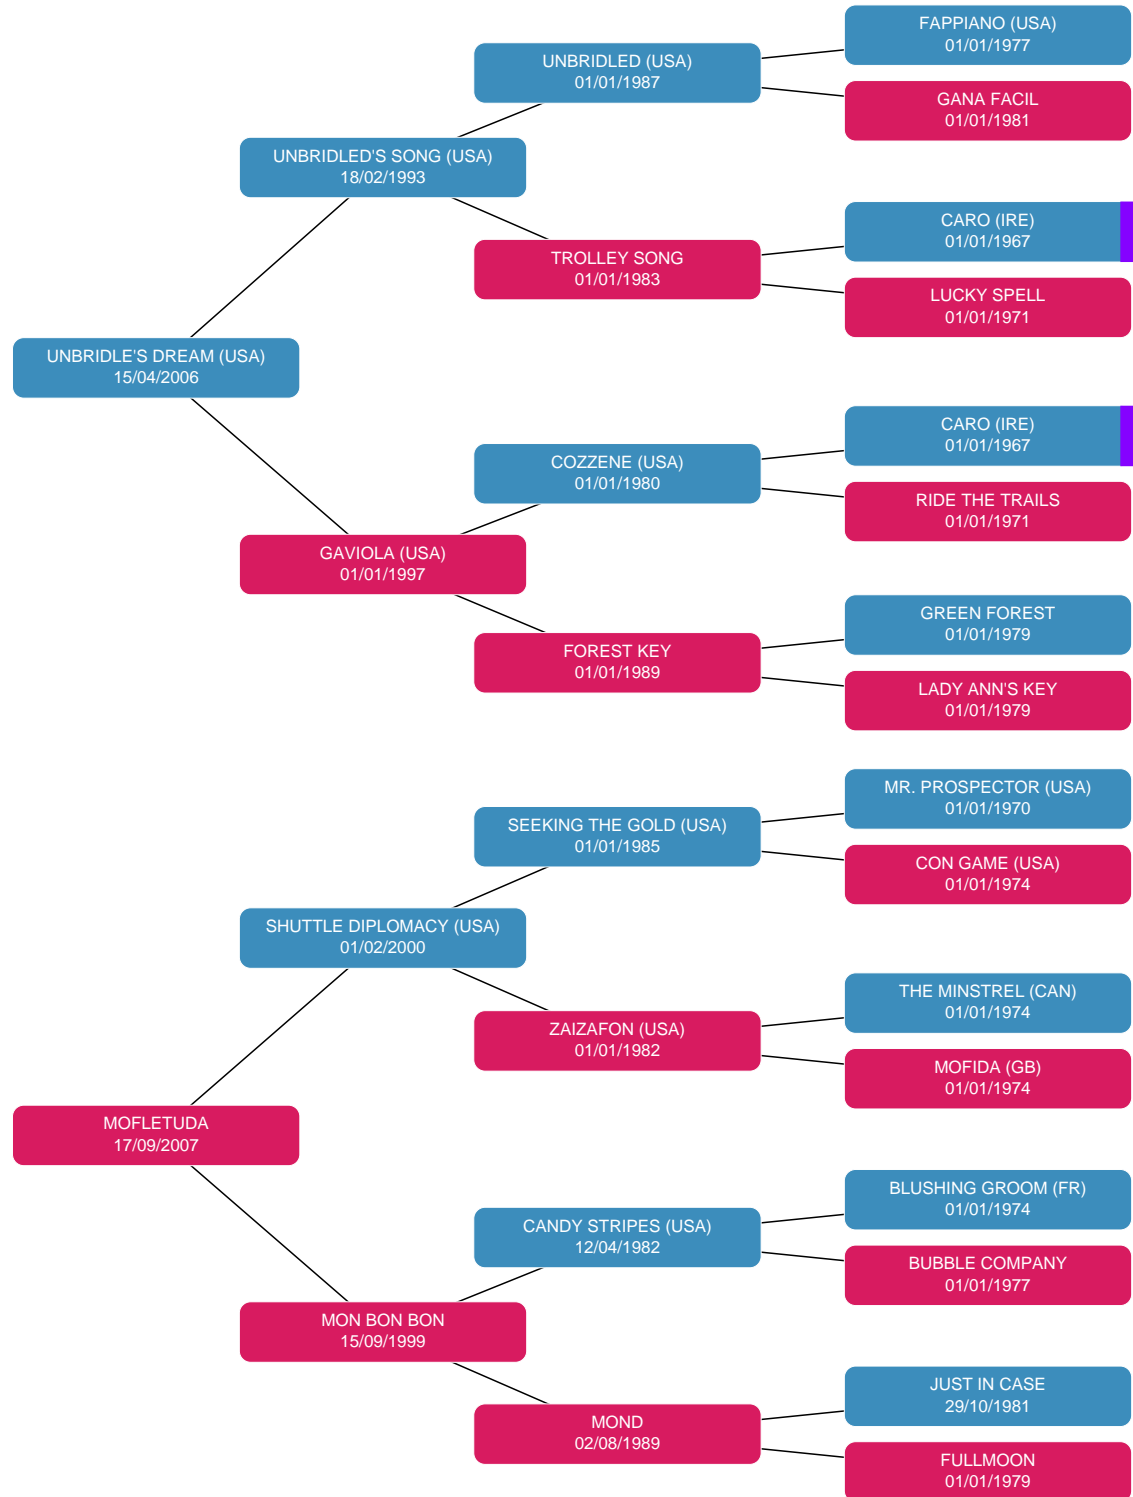 FAPPIANO (USA)
01/01/1977
UNBRIDLED (USA)
01/01/1987
GANA FACIL
01/01/1981
UNBRIDLED'S SONG (USA)
18/02/1993
CARO (IRE)
01/01/1967
TROLLEY SONG
01/01/1983
LUCKY SPELL
01/01/1971
UNBRIDLE'S DREAM (USA)
15/04/2006
CARO (IRE)
01/01/1967
COZZENE (USA)
01/01/1980
RIDE THE TRAILS
01/01/1971
GAVIOLA (USA)
01/01/1997
GREEN FOREST
01/01/1979
FOREST KEY
01/01/1989
LADY ANN'S KEY
01/01/1979
MR. PROSPECTOR (USA)
01/01/1970
SEEKING THE GOLD (USA)
01/01/1985
CON GAME (USA)
01/01/1974
SHUTTLE DIPLOMACY (USA)
01/02/2000
THE MINSTREL (CAN)
01/01/1974
ZAIZAFON (USA)
01/01/1982
MOFIDA (GB)
01/01/1974
MOFLETUDA
17/09/2007
BLUSHING GROOM (FR)
01/01/1974
CANDY STRIPES (USA)
12/04/1982
BUBBLE COMPANY
01/01/1977
MON BON BON
15/09/1999
JUST IN CASE
29/10/1981
MOND
02/08/1989
FULLMOON
01/01/1979